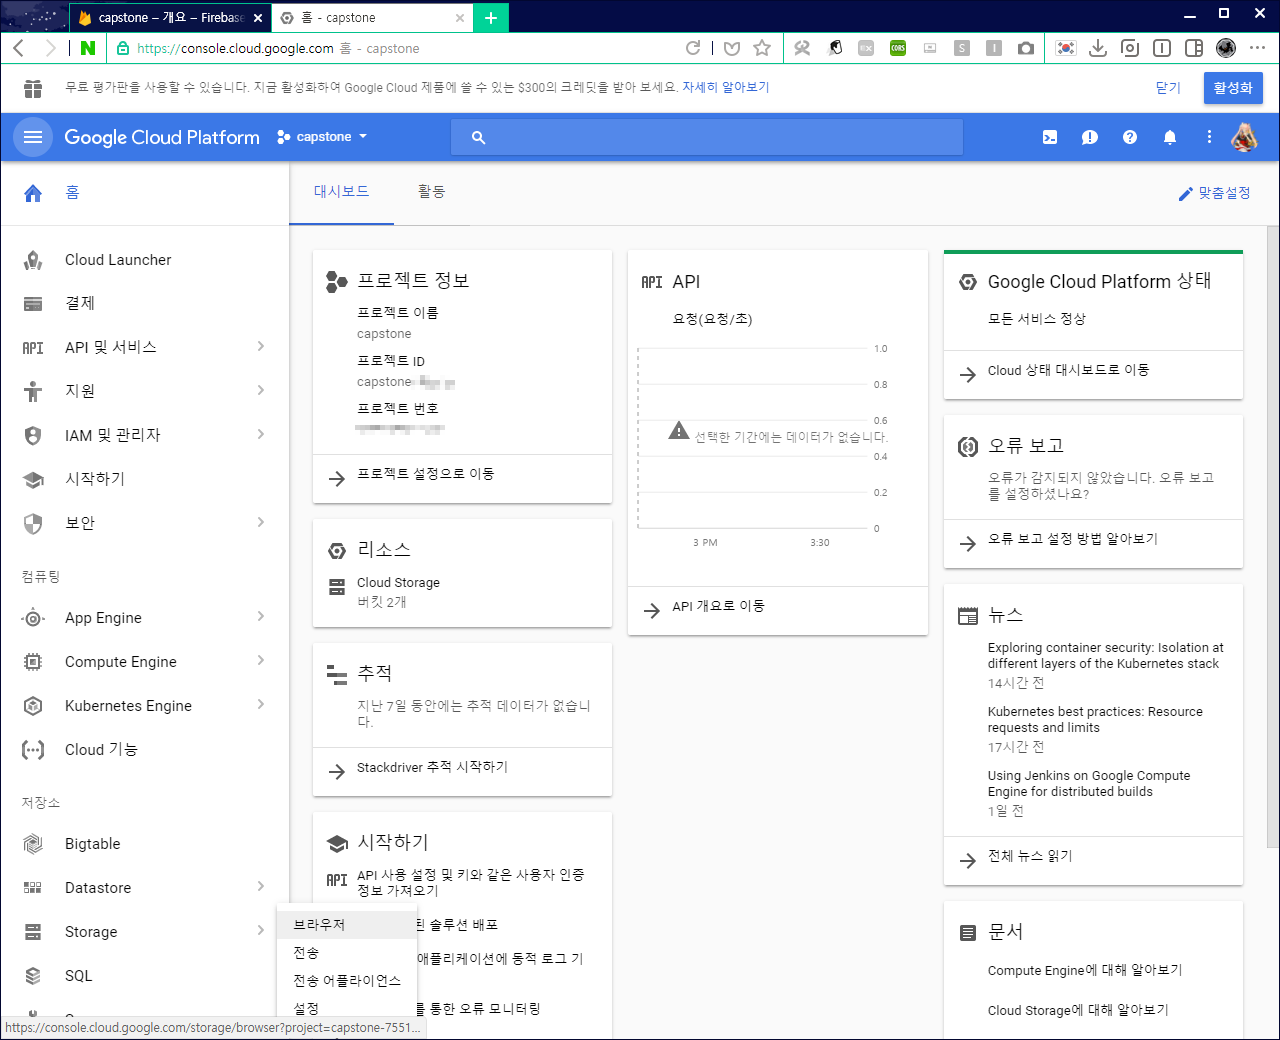 capstone – 개요 – Firebase
홈 - capstone
https://console.cloud.google.com 홈 - capstone
무료 평가판을 사용할 수 있습니다. 지금 활성화하여 Google Cloud 제품에 쓸 수 있는 $300의 크레딧을 받아 보세요. 자세히 알아보기
닫기
활성화
Google Cloud Platform
capstone
홈
대시보드
활동
맞춤설정
Cloud Launcher
결제
API API 및 서비스
지원
IAM 및 관리자
시작하기
보안
컴퓨팅
App Engine
Compute Engine
Kubernetes Engine
Cloud 기능
저장소
Bigtable
Datastore
Storage
SQL
브라우저
전송
전송 어플라이언스
설정
https://console.cloud.google.com/storage/browser?project=capstone-7551...
프로젝트 정보
프로젝트 이름
capstone
프로젝트 ID
capstone
프로젝트 번호
프로젝트 설정으로 이동
리소스
Cloud Storage
버킷 2개
추적
지난 7일 동안에는 추적 데이터가 없습니
다.
Stackdriver 추적 시작하기
시작하기
API API 사용 설정 및 키와 같은 사용자 인증
정보 가져오기
된 솔루션 배포
애플리케이션에 동적 로그 기
를 통한 오류 모니터링
API API
요청(요청/초)
1.0
0.8
0.6
선택한 기간에는 데이터가 없습니다.
0.4
0.2
0
3 PM
3:30
API 개요로 이동
Google Cloud Platform 상태
모든 서비스 정상
Cloud 상태 대시보드로 이동
오류 보고
오류가 감지되지 않았습니다. 오류 보고
를 설정하셨나요?
오류 보고 설정 방법 알아보기
뉴스
Exploring container security: Isolation at
different layers of the Kubernetes stack
14시간 전
Kubernetes best practices: Resource
requests and limits
17시간 전
Using Jenkins on Google Compute
Engine for distributed builds
1일 전
전체 뉴스 읽기
문서
Compute Engine에 대해 알아보기
Cloud Storage에 대해 알아보기